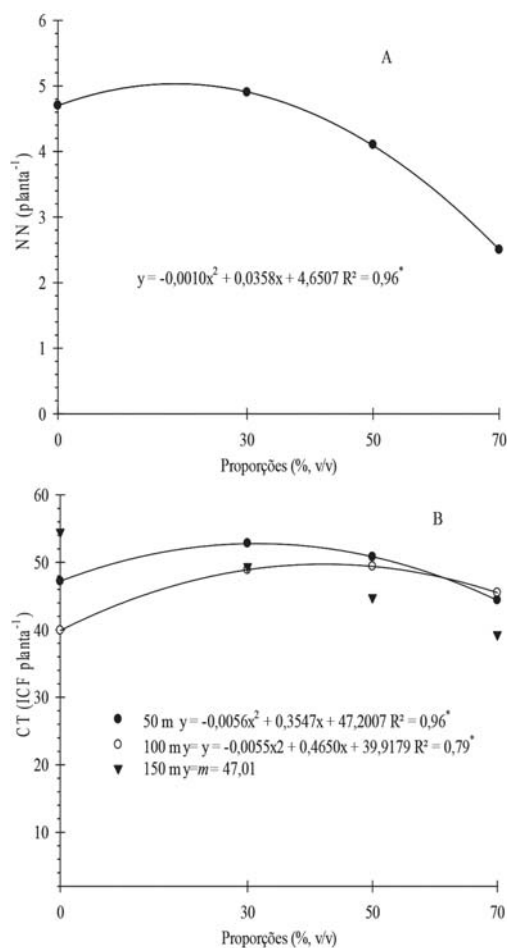 6
A
5
4
NN (planta⁻¹)
3
2
y = -0,0010x² + 0,0358x + 4,6507 R² = 0,96*
1
0
0 30 50 70
Proporções (%, v/v)
60
B
50
40
CT (ICF planta⁻¹)
30
50 m y = -0,0056x² + 0,3547x + 47,2007 R² = 0,96*
100 my= y = -0,0055x2 + 0,4650x + 39,9179 R² = 0,79*
20
150 my=m= 47,01
10
0 30 50 70
Proporções (%, v/v)